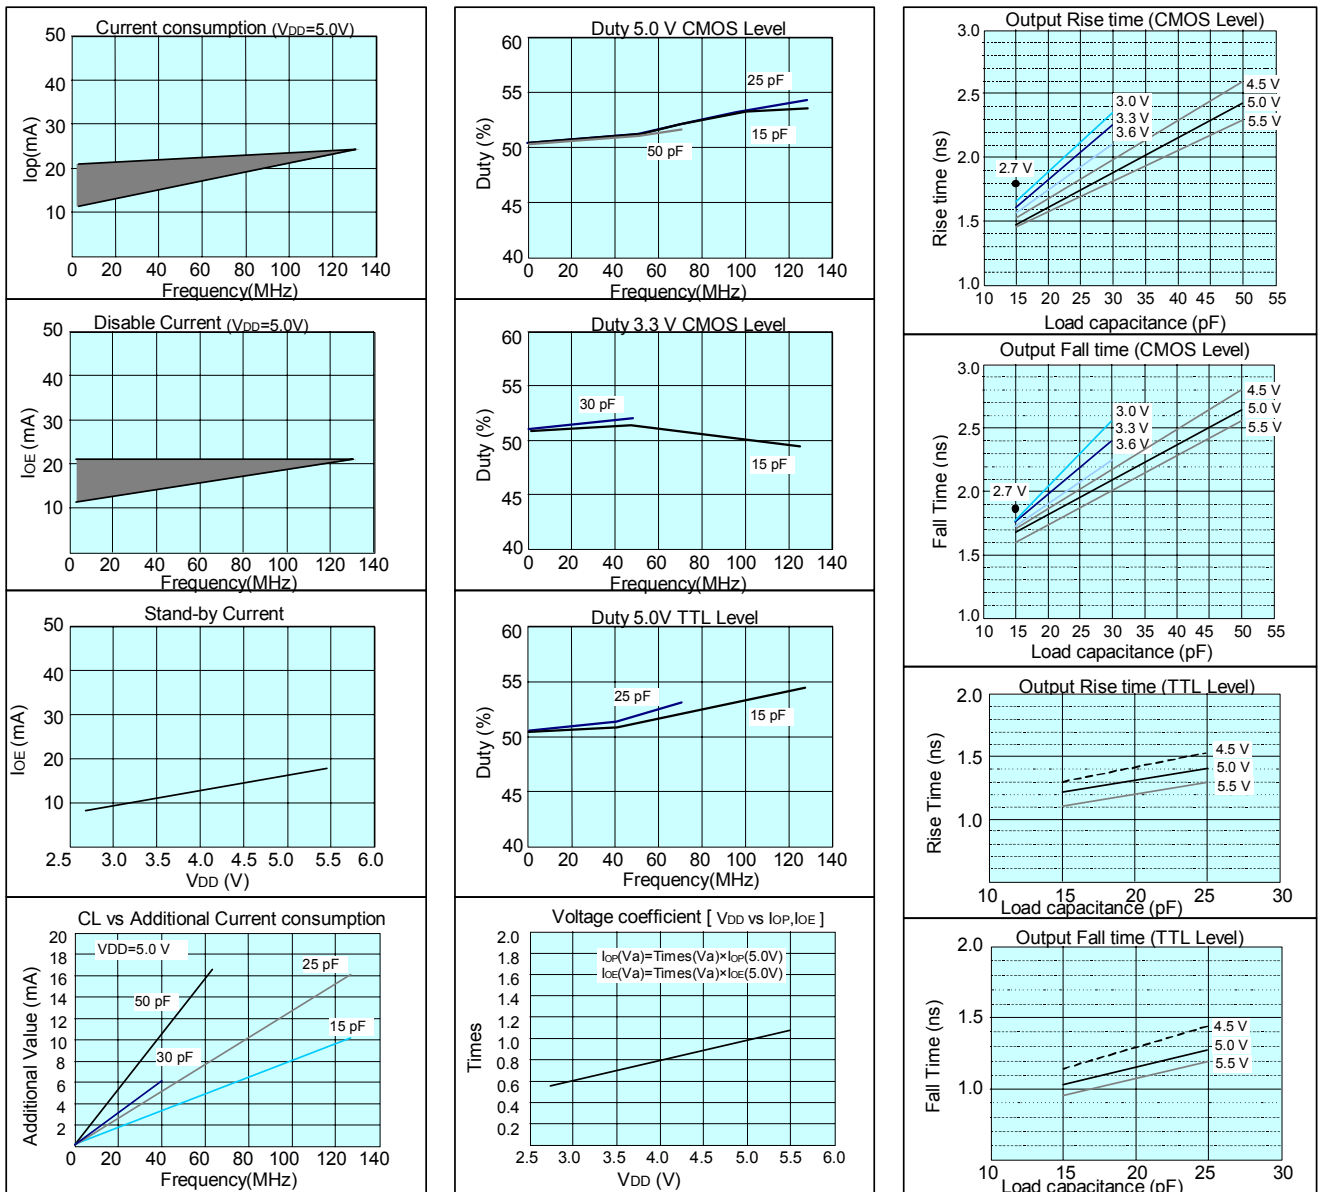 Current consumption (VDD=5.0V)
50
40
30
20
10
Iop(mA)
0 20 40 60 80 100 120 140
Frequency(MHz)
Disable Current (VDD=5.0V)
50
40
30
20
10
IOE (mA)
0 20 40 60 80 100 120 140
Frequency(MHz)
Stand-by Current
50
40
30
20
10
IOE (mA)
2.5 3.0 3.5 4.0 4.5 5.0 5.5 6.0
VDD (V)
CL vs Additional Current consumption
20
18
16
14
12
10
8
6
4
2
Additional Value (mA)
VDD=5.0 V
25 pF
50 pF
15 pF
30 pF
0 20 40 60 80 100 120 140
Frequency(MHz)
Duty 5.0 V CMOS Level
60
55
50
45
40
Duty (%)
25 pF
15 pF
50 pF
0 20 40 60 80 100 120 140
Frequency(MHz)
Duty 3.3 V CMOS Level
60
55
50
45
40
Duty (%)
30 pF
15 pF
0 20 40 60 80 100 120 140
Frequency(MHz)
Duty 5.0V TTL Level
60
55
50
45
40
Duty (%)
25 pF
15 pF
0 20 40 60 80 100 120 140
Frequency(MHz)
Voltage coefficient [ VDD vs IOP,IOE ]
2.0
1.8
1.6
1.4
1.2
1.0
0.8
0.6
0.4
0.2
Times
IOP(Va)=Times(Va)×IOP(5.0V)
IOE(Va)=Times(Va)×IOE(5.0V)
2.5 3.0 3.5 4.0 4.5 5.0 5.5 6.0
VDD (V)
Output Rise time (CMOS Level)
3.0
2.5
2.0
1.5
1.0
Rise time (ns)
4.5 V
5.0 V
5.5 V
3.0 V
3.3 V
3.6 V
2.7 V
10 15 20 25 30 35 40 45 50 55
Load capacitance (pF)
Output Fall time (CMOS Level)
3.0
2.5
2.0
1.5
1.0
Fall Time (ns)
4.5 V
5.0 V
5.5 V
3.0 V
3.3 V
3.6 V
2.7 V
10 15 20 25 30 35 40 45 50 55
Load capacitance (pF)
Output Rise time (TTL Level)
2.0
1.5
1.0
Rise Time (ns)
4.5 V
5.0 V
5.5 V
10 15 20 25 30
Load capacitance (pF)
Output Fall time (TTL Level)
2.0
1.5
1.0
Fall Time (ns)
4.5 V
5.0 V
5.5 V
10 15 20 25 30
Load capacitance (pF)